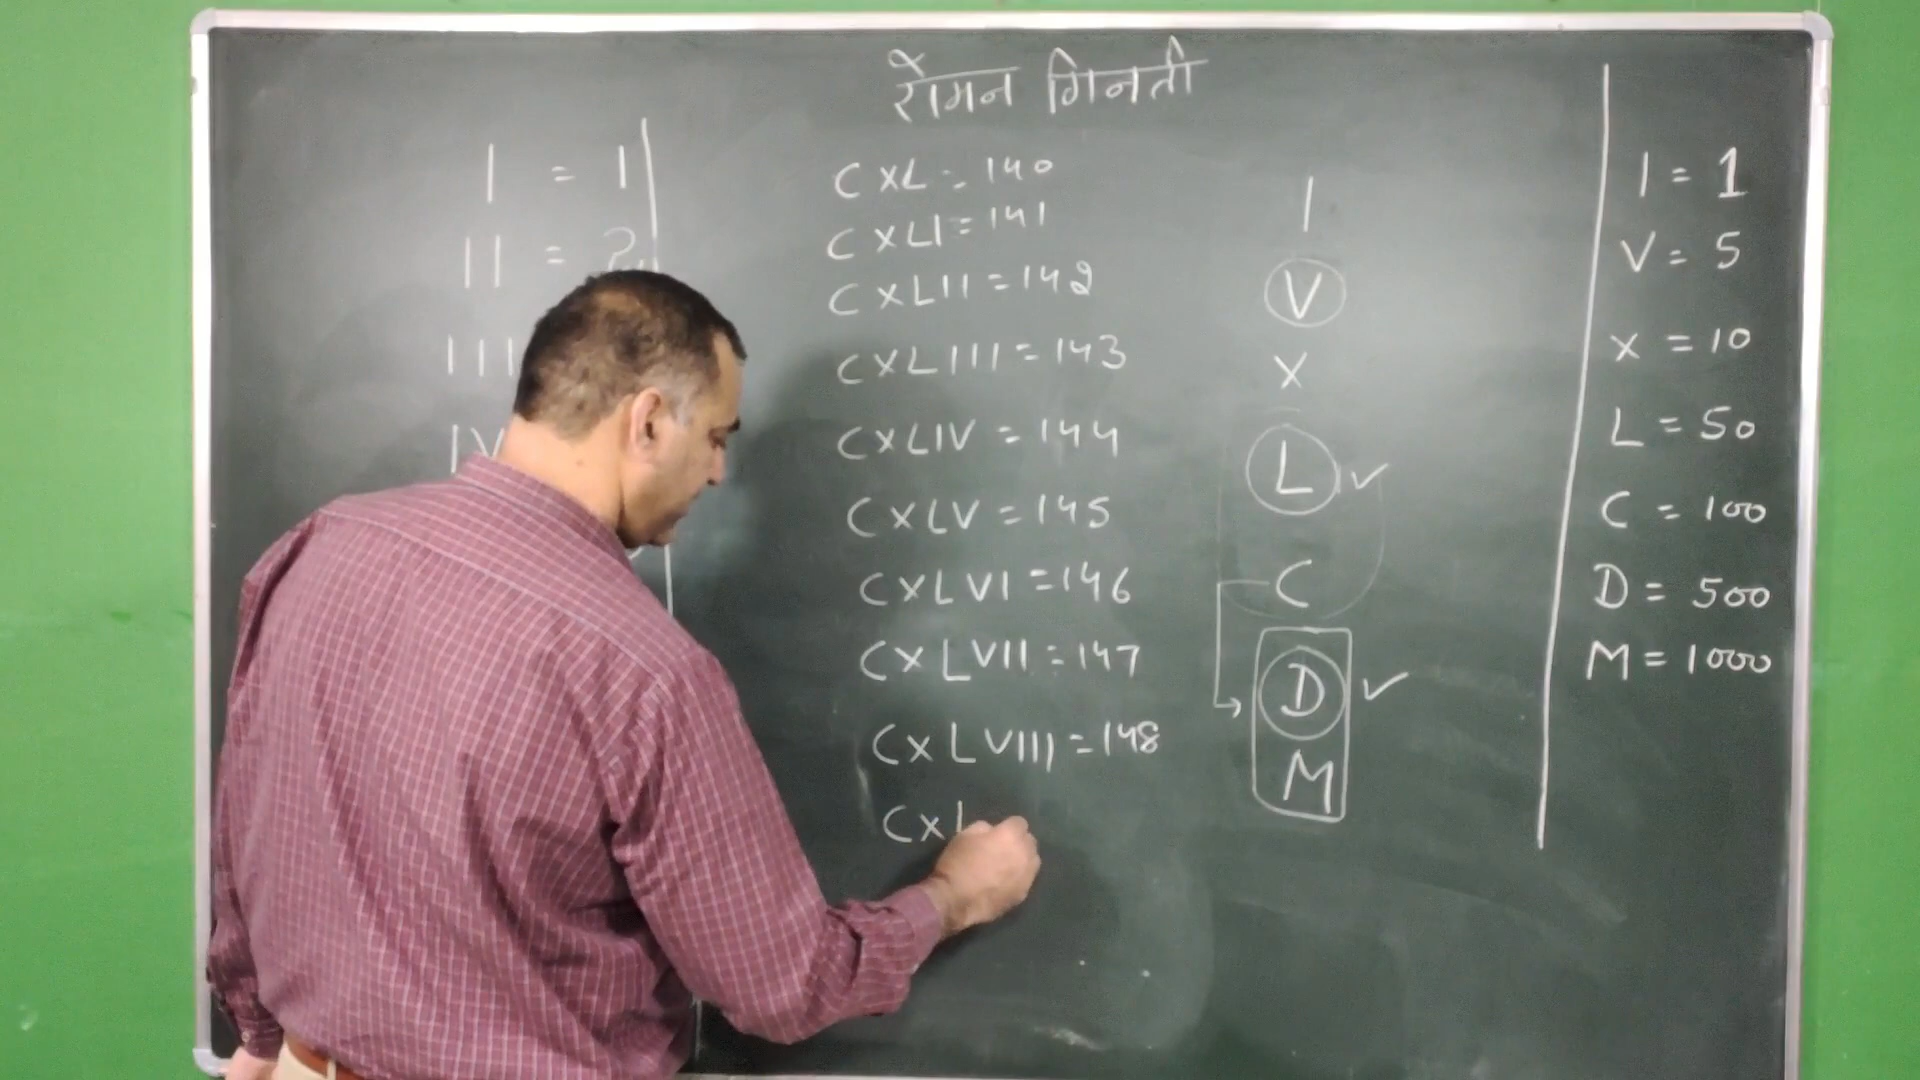 रोमन गिनती
I = 1
II = 2
III
IV
CXL = 140
CXLI = 141
CXLII = 142
CXLIII = 143
CXLIV = 144
CXLV = 145
CXLVI = 146
CXLVII = 147
CXLVIII = 148
CXL
I
V
X
L ✓
C
D ✓
M
I = 1
V = 5
X = 10
L = 50
C = 100
D = 500
M = 1000